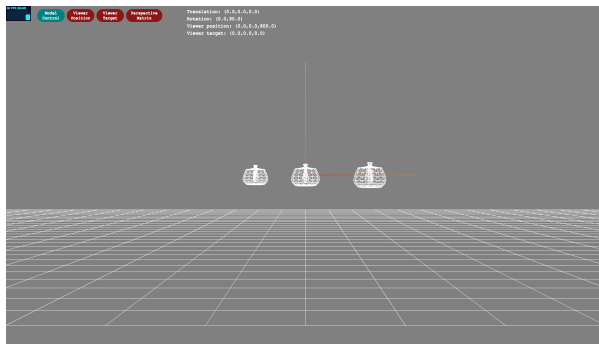 Model
Control
Viewer
Position
Viewer
Target
Perspective
Matrix
Translation: (0.0,0.0,0.0)
Rotation: (0.0,90.0)
Viewer position: (0.0,0.0,600.0)
Viewer target: (0.0,0.0,0.0)